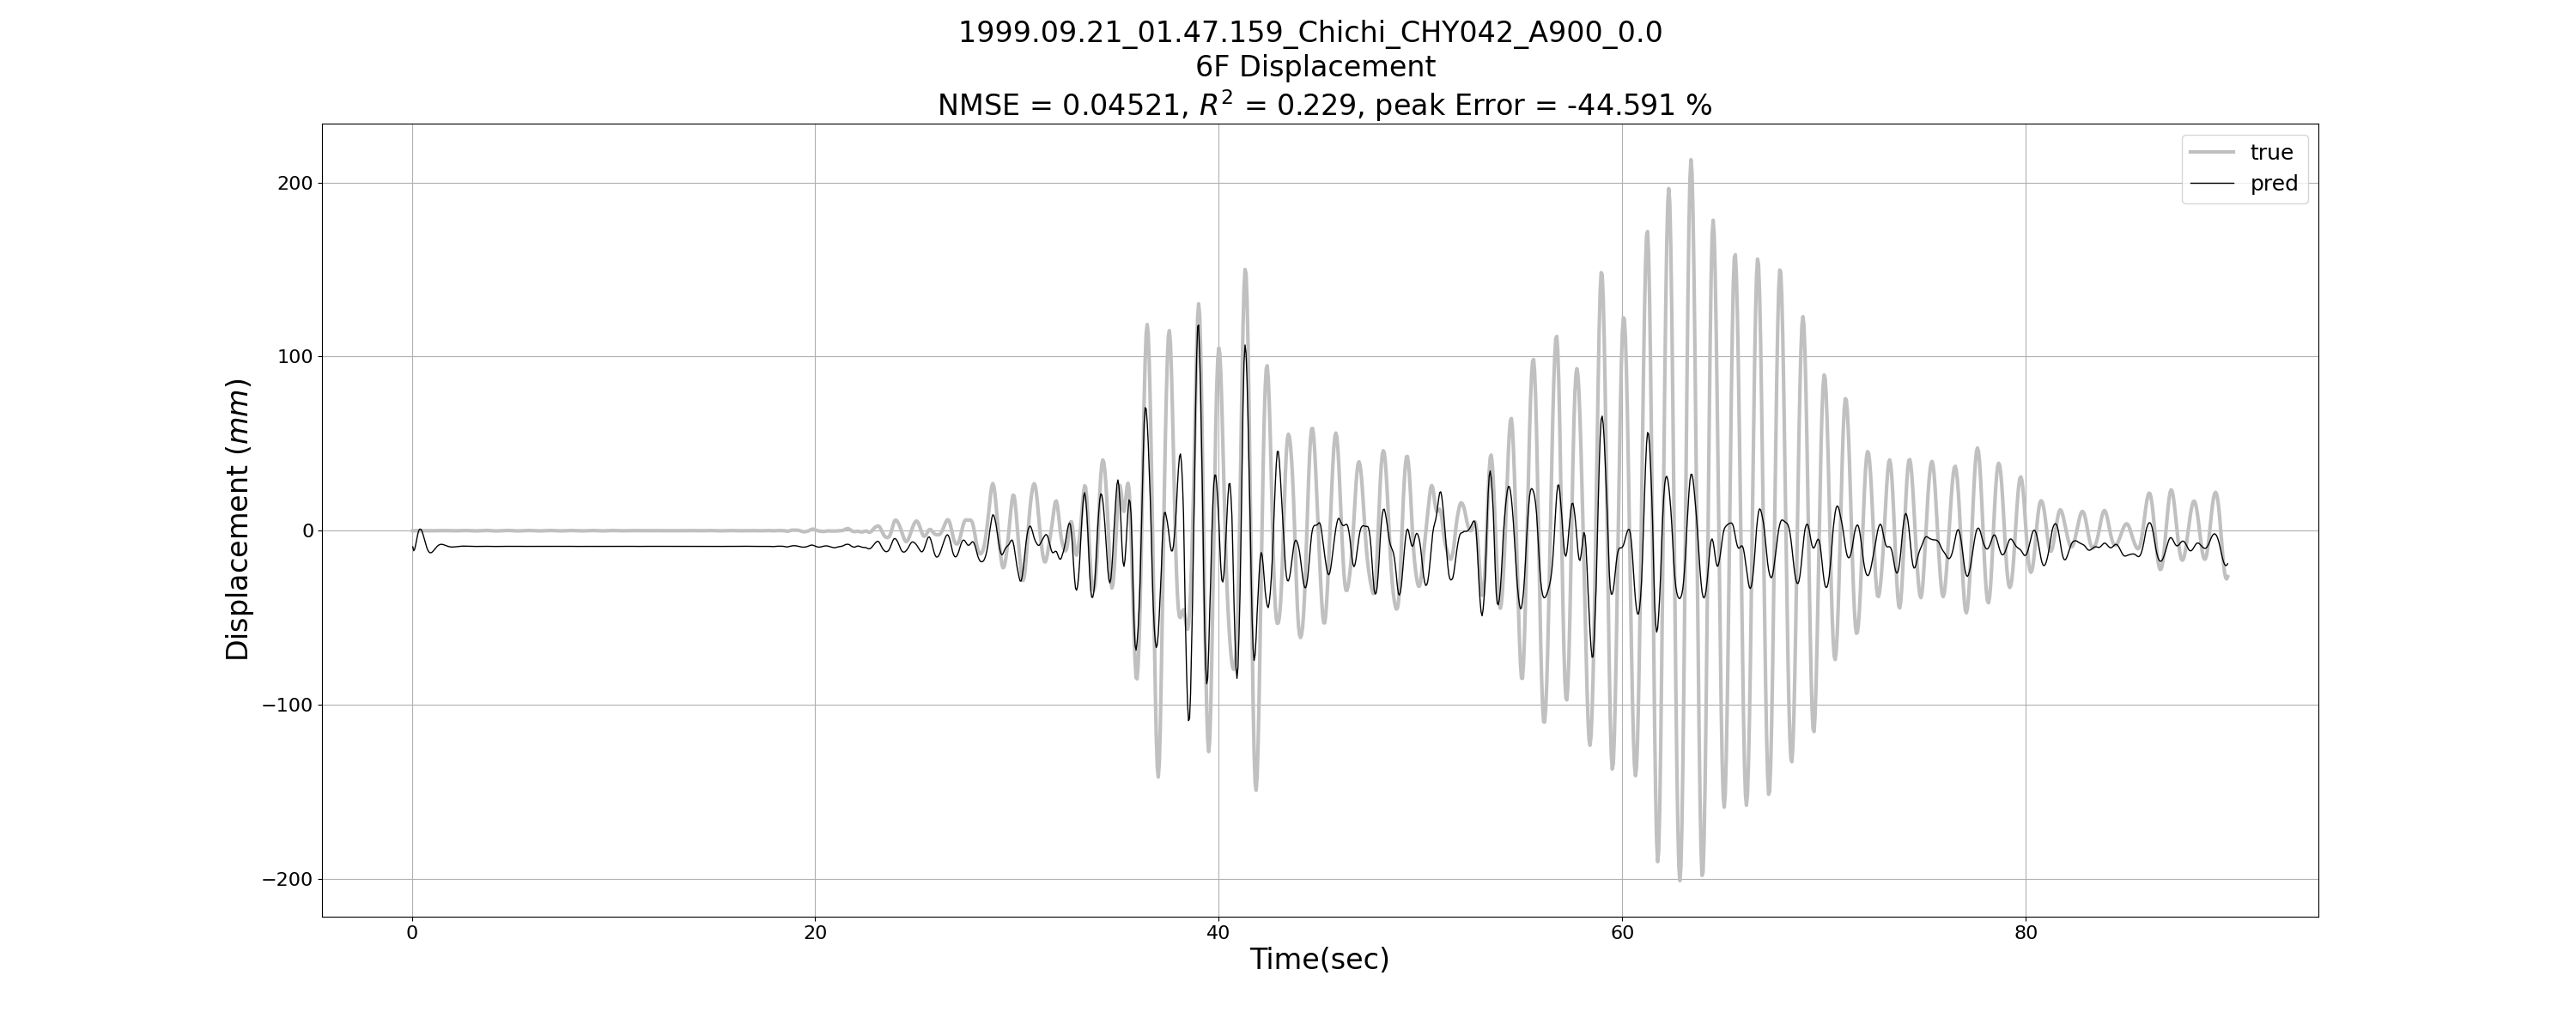 1999.09.21_01.47.159_Chichi_CHY042_A900_0.0
6F Displacement
NMSE = 0.04521, R² = 0.229, peak Error = -44.591 %
true
pred
200
100
0
−100
−200
Displacement (mm)
0 20 40 60 80
Time(sec)